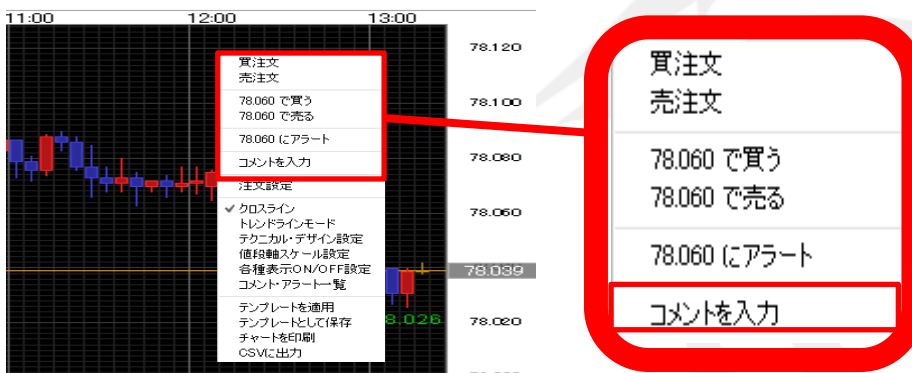 11:00 12:00 13:00
78.120
78.100
78.080
78.060
78.039
78.026
78.020
買注文
売注文
78.060 で買う
78.060 で売る
78.060 にアラート
コメントを入力
注文設定
✓ クロスライン
トレンドラインモード
テクニカル・デザイン設定
値段軸スケール設定
各種表示ON/OFF設定
コメント・アラート一覧
テンプレートを適用
テンプレートとして保存
チャートを印刷
CSVに出力
買注文
売注文
78.060 で買う
78.060 で売る
78.060 にアラート
コメントを入力